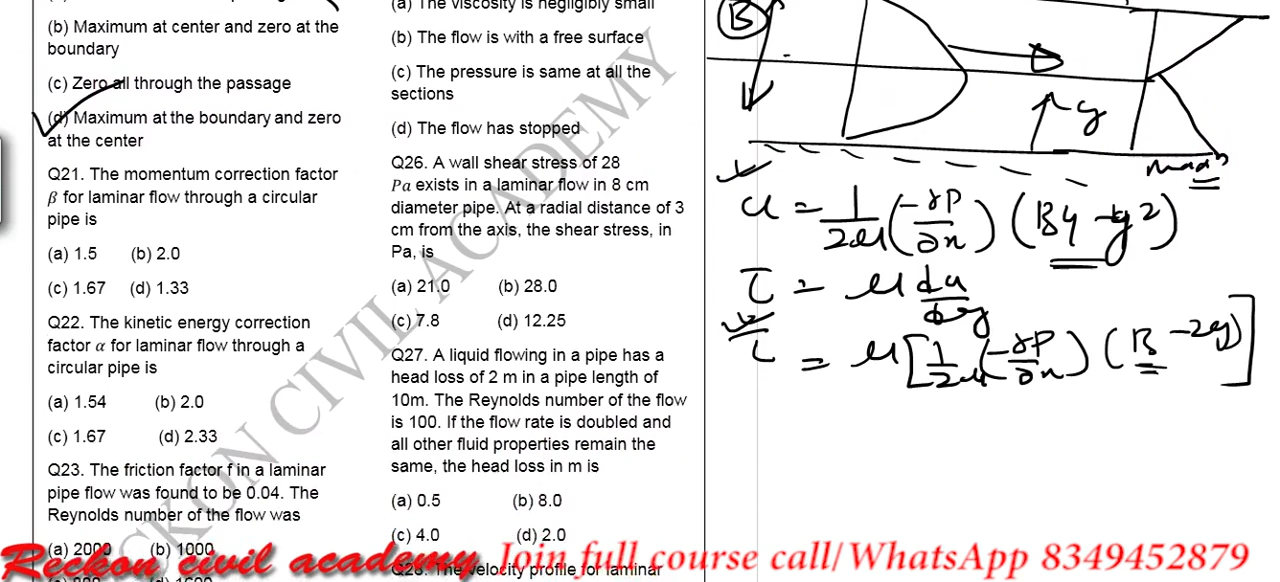 (b) Maximum at center and zero at the
boundary
(c) Zero all through the passage
(d) Maximum at the boundary and zero
at the center
Q21. The momentum correction factor
β for laminar flow through a circular
pipe is
(a) 1.5 (b) 2.0
(c) 1.67 (d) 1.33
Q22. The kinetic energy correction
factor α for laminar flow through a
circular pipe is
(a) 1.54 (b) 2.0
(c) 1.67 (d) 2.33
Q23. The friction factor f in a laminar
pipe flow was found to be 0.04. The
Reynolds number of the flow was
(a) 2000 (b) 1000
(a) The viscosity is negligibly small
(b) The flow is with a free surface
(c) The pressure is same at all the
sections
(d) The flow has stopped
Q26. A wall shear stress of 28
Pa exists in a laminar flow in 8 cm
diameter pipe. At a radial distance of 3
cm from the axis, the shear stress, in
Pa, is
(a) 21.0 (b) 28.0
(c) 7.8 (d) 12.25
Q27. A liquid flowing in a pipe has a
head loss of 2 m in a pipe length of
10m. The Reynolds number of the flow
is 100. If the flow rate is doubled and
all other fluid properties remain the
same, the head loss in m is
(a) 0.5 (b) 8.0
(c) 4.0 (d) 2.0
Q28. The velocity profile for laminar
B
y
u = 1/2μ (-∂P/∂x) (By - y²)
τ = μ du/dy
τ = μ [1/2μ (-∂P/∂x) (B - 2y)]
CKON CIVIL ACADEMY
Reckon civil academy Join full course call/WhatsApp 8349452879